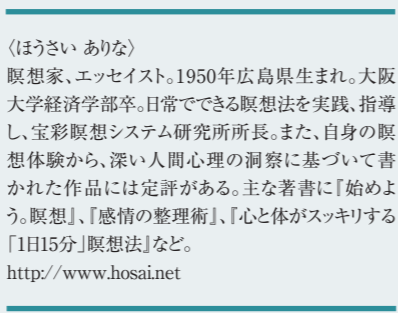 〈ほうさい ありな〉
瞑想家、エッセイスト。1950年広島県生まれ。大阪
大学経済学部卒。日常でできる瞑想法を実践、指導
し、宝彩瞑想システム研究所所長。また、自身の瞑
想体験から、深い人間心理の洞察に基づいて書
かれた作品には定評がある。主な著書に『始めよ
う。瞑想』、『感情の整理術』、『心と体がスッキリする
「1日15分」瞑想法』など。
http://www.hosai.net